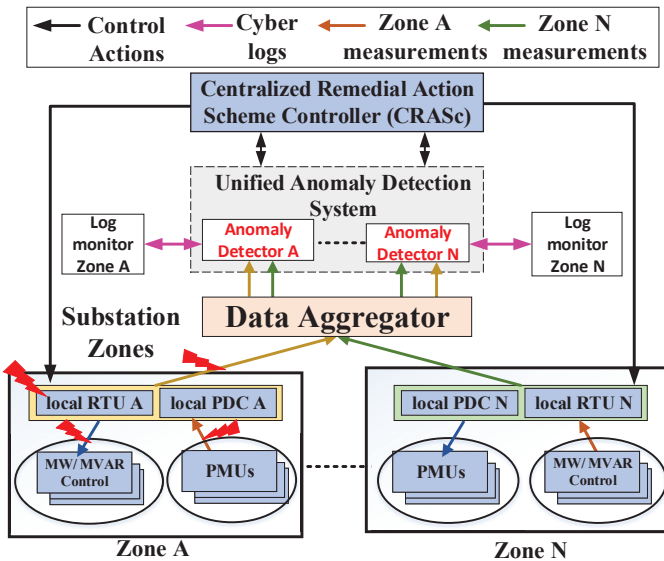 Control
Actions
Cyber
logs
Zone A
measurements
Zone N
measurements
Centralized Remedial Action
Scheme Controller (CRASc)
Unified Anomaly Detection
System
Log
monitor
Zone A
Anomaly
Detector A
Anomaly
Detector N
Log
monitor
Zone N
Data Aggregator
Substation
Zones
local RTU A
local PDC A
local PDC N
local RTU N
MW/ MVAR
Control
PMUs
PMUs
MW/ MVAR
Control
Zone A
Zone N